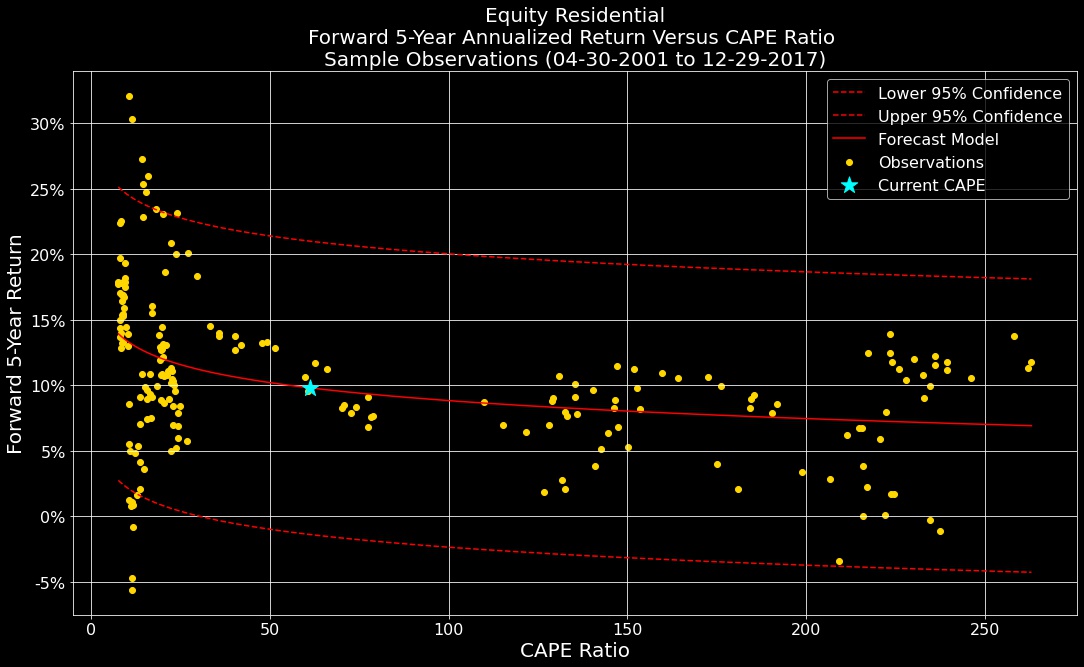 Equity Residential
Forward 5-Year Annualized Return Versus CAPE Ratio
Sample Observations (04-30-2001 to 12-29-2017)
Lower 95% Confidence
Upper 95% Confidence
Forecast Model
Observations
Current CAPE
Forward 5-Year Return
30%
25%
20%
15%
10%
5%
0%
-5%
0 50 100 150 200 250
CAPE Ratio